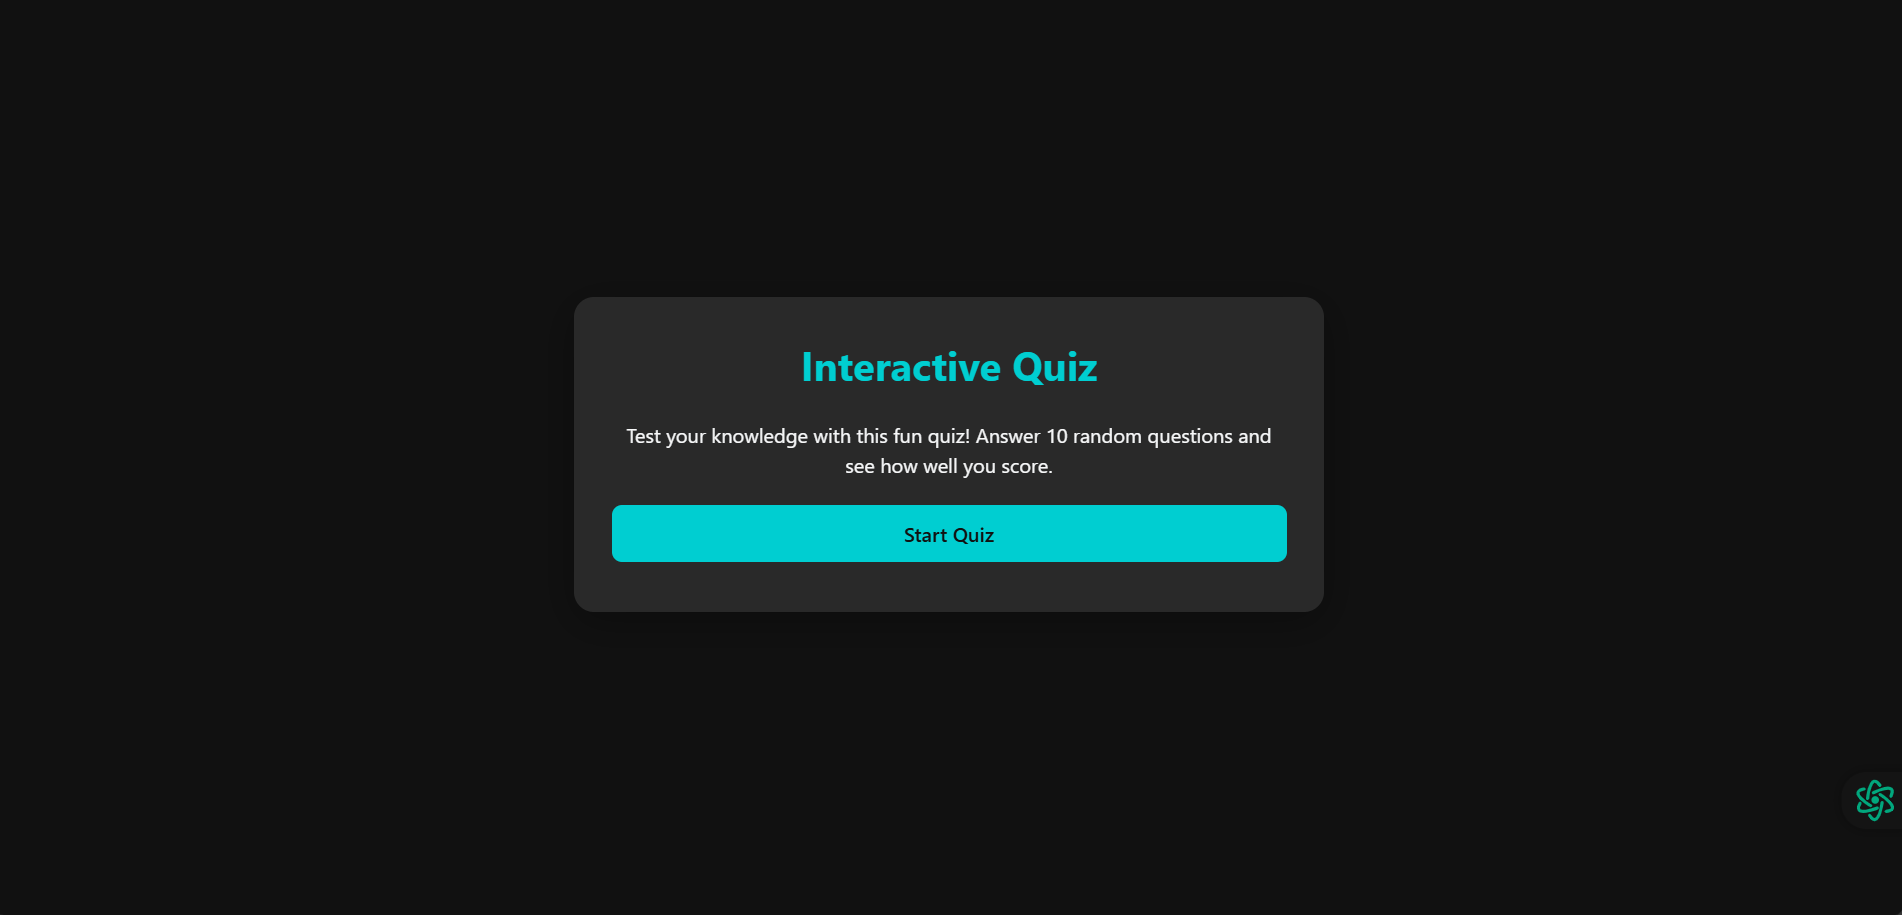 Interactive Quiz
Test your knowledge with this fun quiz! Answer 10 random questions and
see how well you score.
Start Quiz